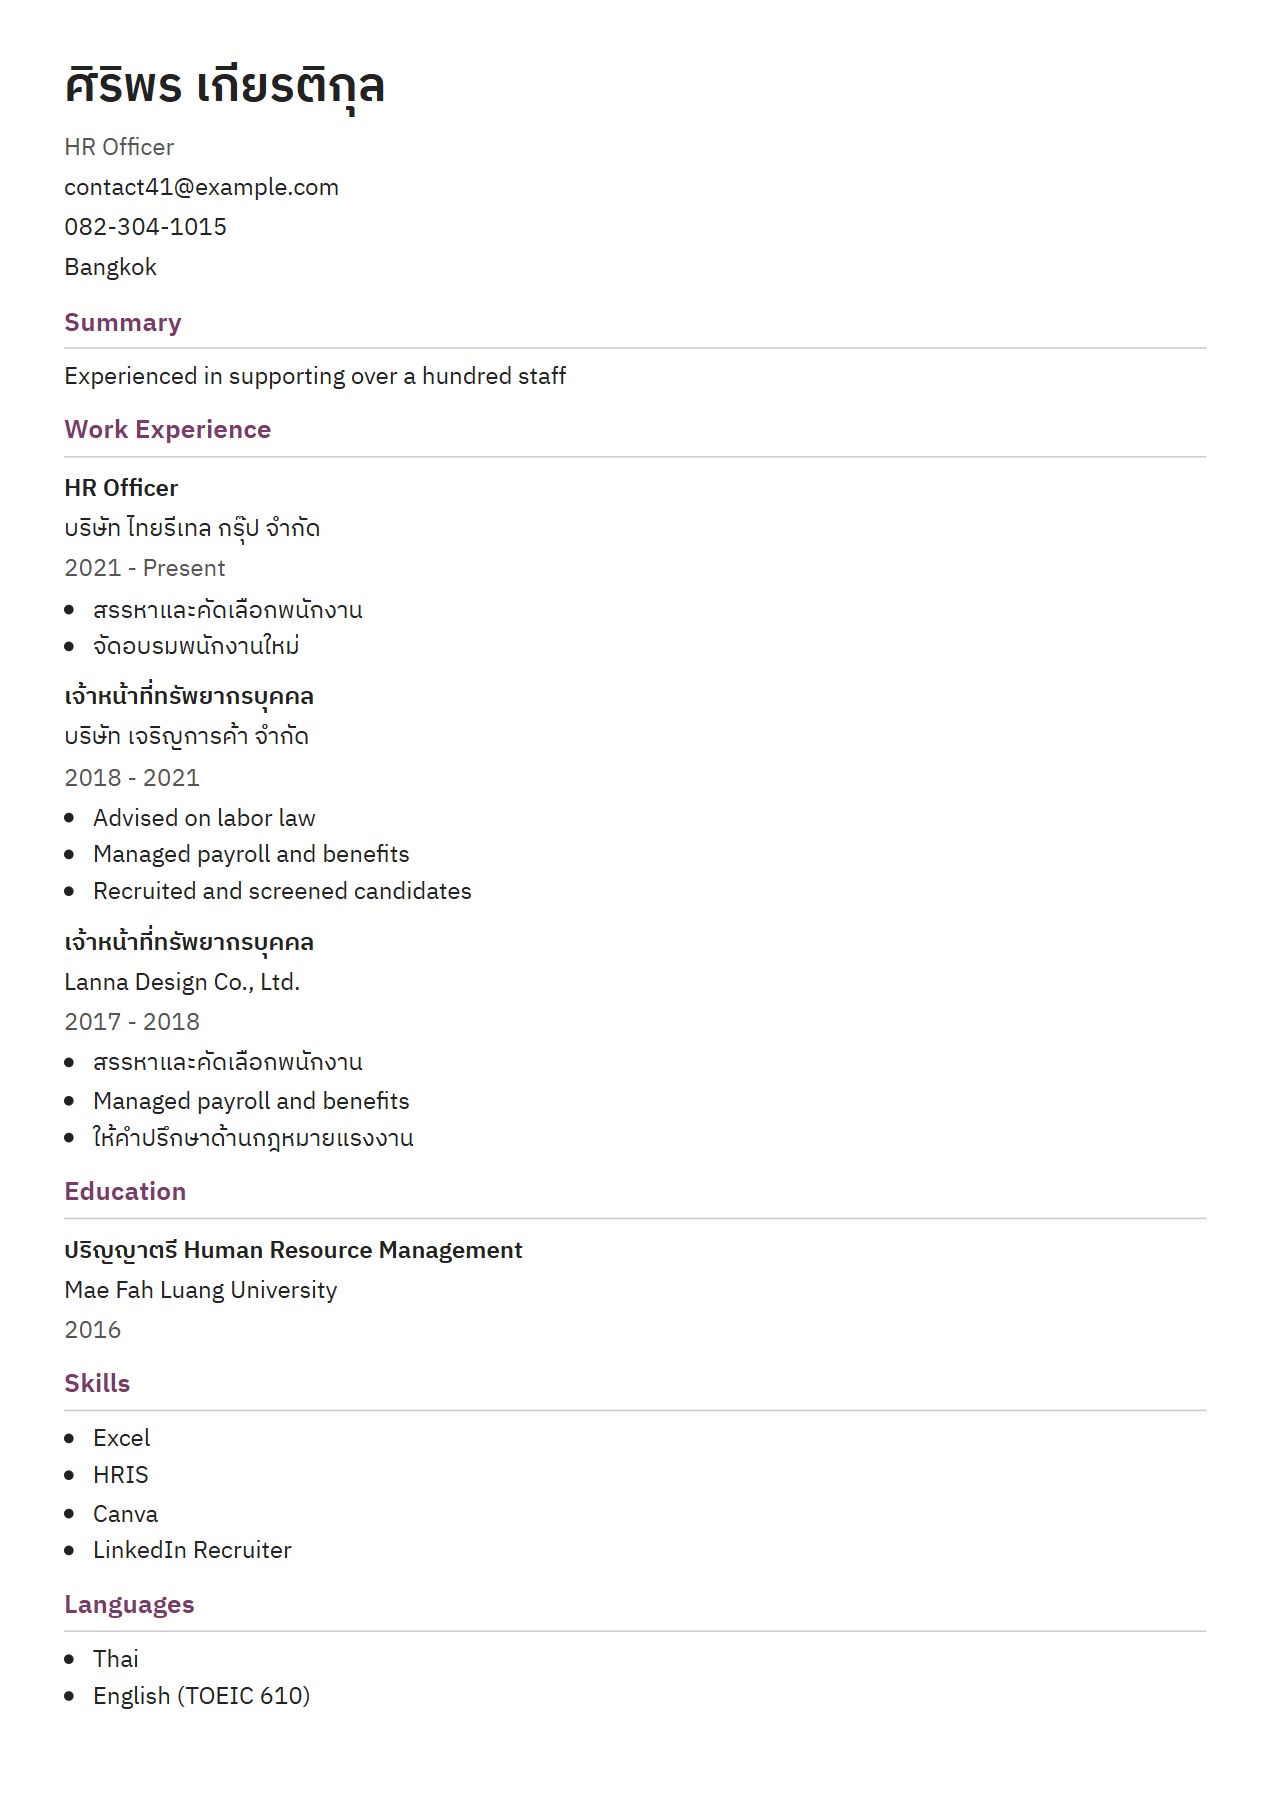 ศิริพร เกียรติกุล
HR Officer
contact41@example.com
082-304-1015
Bangkok
Summary
Experienced in supporting over a hundred staff
Work Experience
HR Officer
บริษัท ไทยรีเทล กรุ๊ป จำกัด
2021 - Present
• สรรหาและคัดเลือกพนักงาน
• จัดอบรมพนักงานใหม่
เจ้าหน้าที่ทรัพยากรบุคคล
บริษัท เจริญการค้า จำกัด
2018 - 2021
• Advised on labor law
• Managed payroll and benefits
• Recruited and screened candidates
เจ้าหน้าที่ทรัพยากรบุคคล
Lanna Design Co., Ltd.
2017 - 2018
• สรรหาและคัดเลือกพนักงาน
• Managed payroll and benefits
• ให้คำปรึกษาด้านกฎหมายแรงงาน
Education
ปริญญาตรี Human Resource Management
Mae Fah Luang University
2016
Skills
• Excel
• HRIS
• Canva
• LinkedIn Recruiter
Languages
• Thai
• English (TOEIC 610)